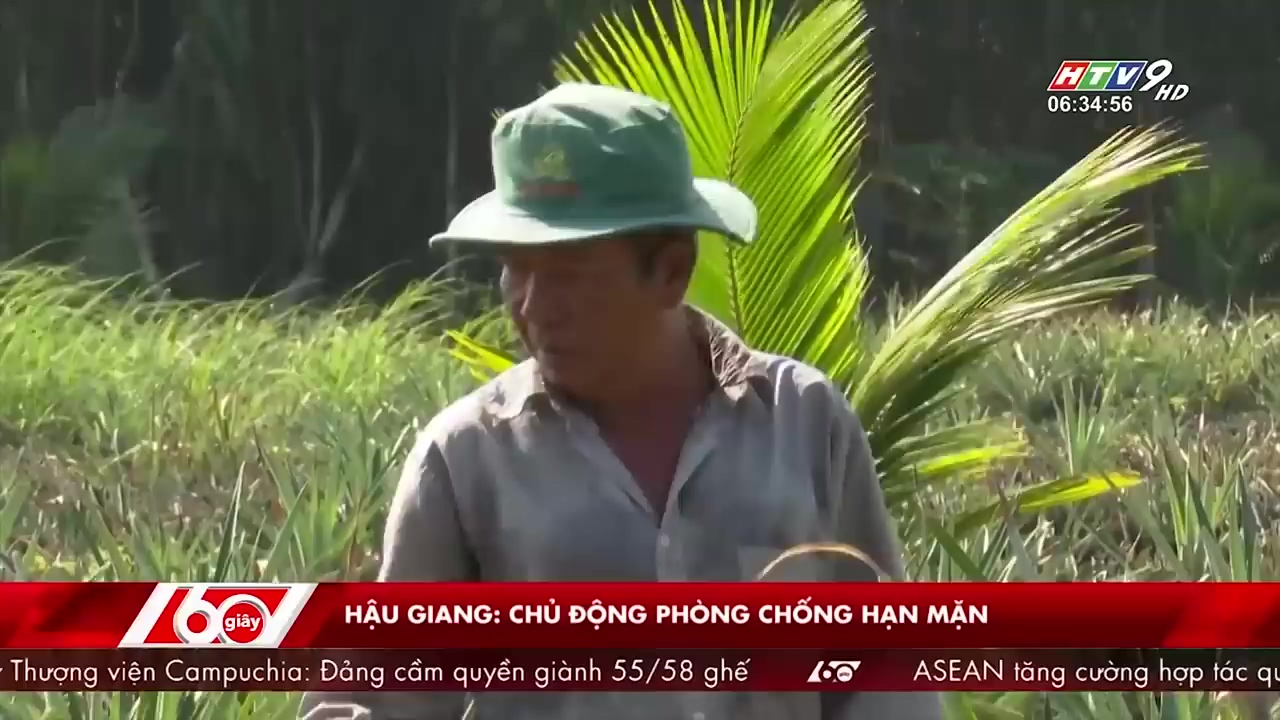 HTV9 HD
06:34:56
60 giây
HẬU GIANG: CHỦ ĐỘNG PHÒNG CHỐNG HẠN MẶN
Thượng viện Campuchia: Đảng cầm quyền giành 55/58 ghế 60 ASEAN tăng cường hợp tác